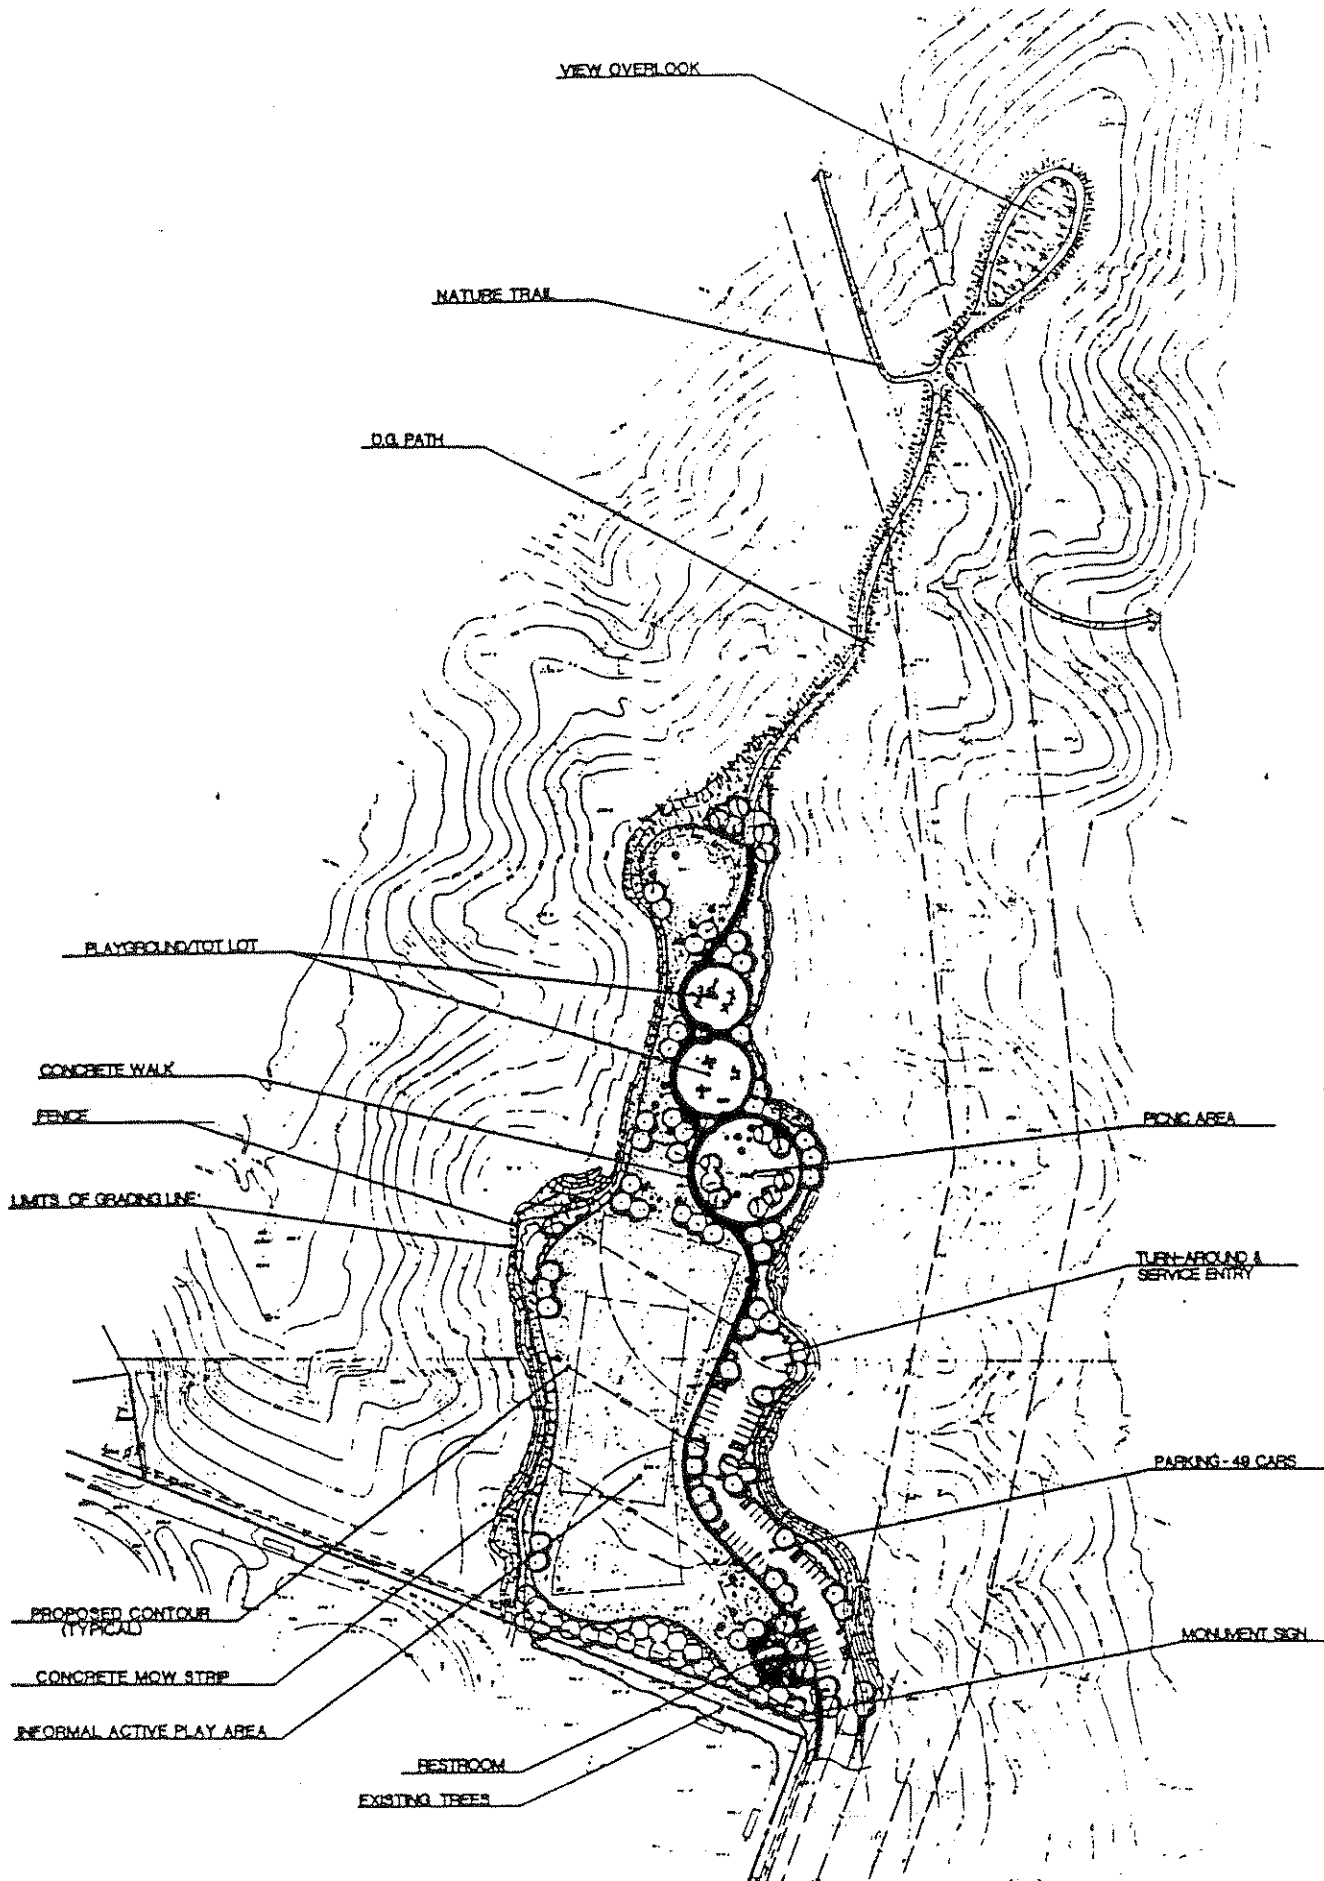 VIEW OVERLOOK
NATURE TRAIL
D.G. PATH
PLAYGROUND/TOT LOT
CONCRETE WALK
FENCE
LIMITS OF GRADING LINE
PICNIC AREA
TURN-AROUND &
SERVICE ENTRY
PARKING - 49 CARS
PROPOSED CONTOUR
(TYPICAL)
MONUMENT SIGN
CONCRETE MOW STRIP
INFORMAL ACTIVE PLAY AREA
RESTROOM
EXISTING TREES